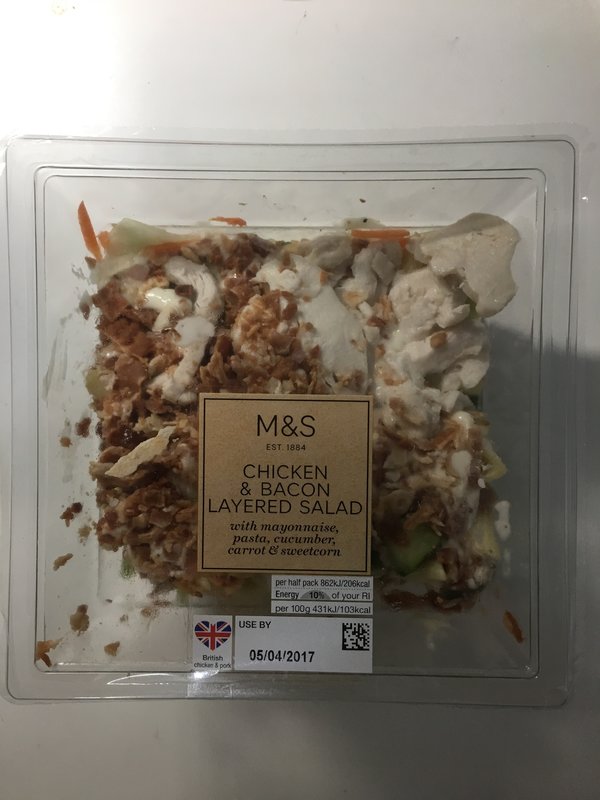 M&S
EST. 1884
CHICKEN
& BACON
LAYERED SALAD
with mayonnaise,
pasta, cucumber,
carrot & sweetcorn
per half pack 862kJ/206kcal
Energy 10% of your RI
per 100g 431kJ/103kcal
USE BY
05/04/2017
British
chicken & pork